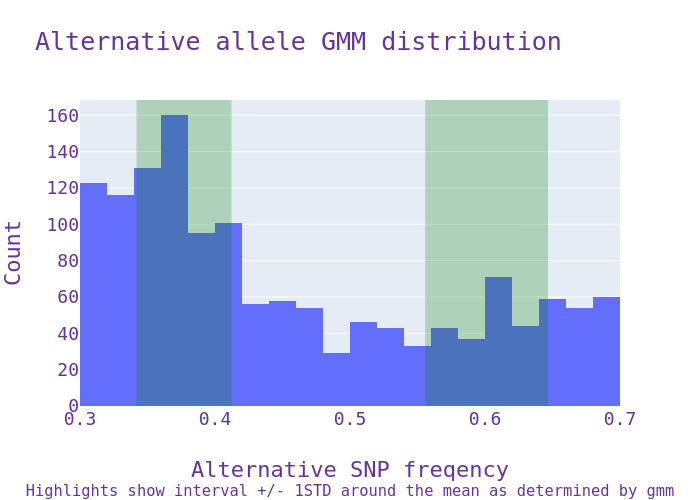 Alternative allele GMM distribution
160
140
120
100
80
60
40
20
0
Count
0.3 0.4 0.5 0.6 0.7
Alternative SNP freqency
Highlights show interval +/- 1STD around the mean as determined by gmm